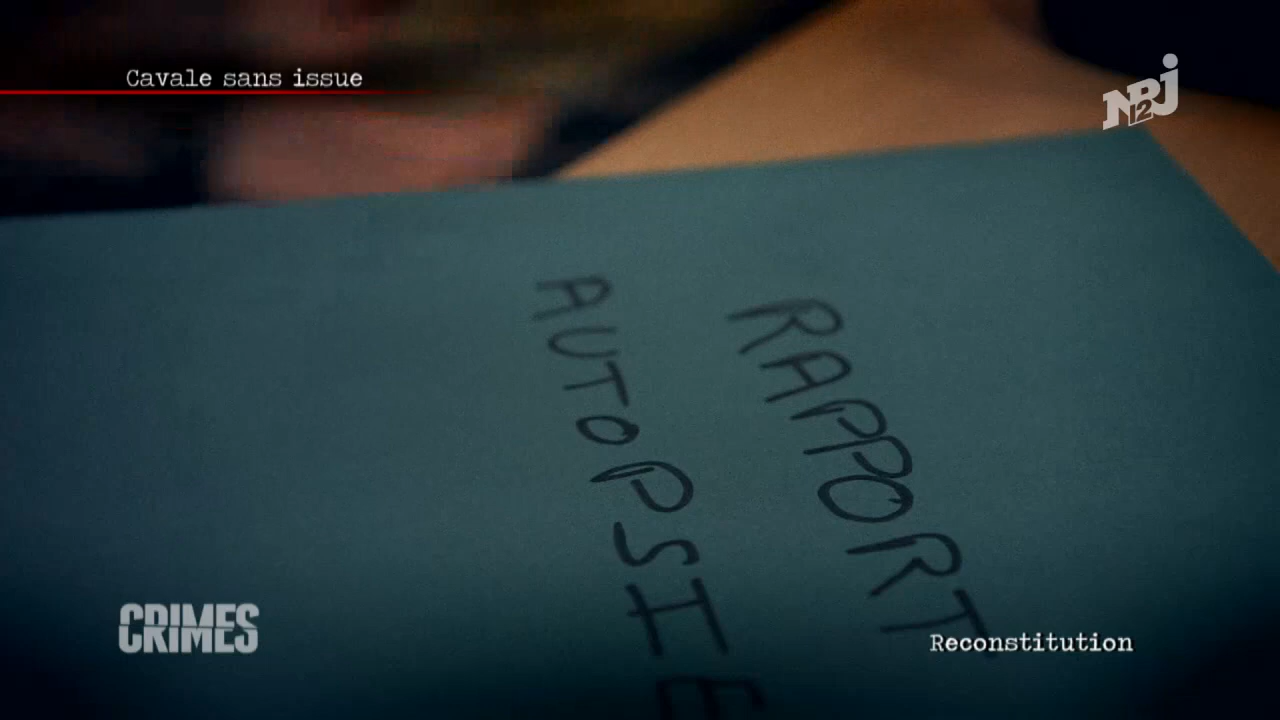 Cavale sans issue
NRJ 12
RAPPORT
AUTOPSIE
CRIMES
Reconstitution